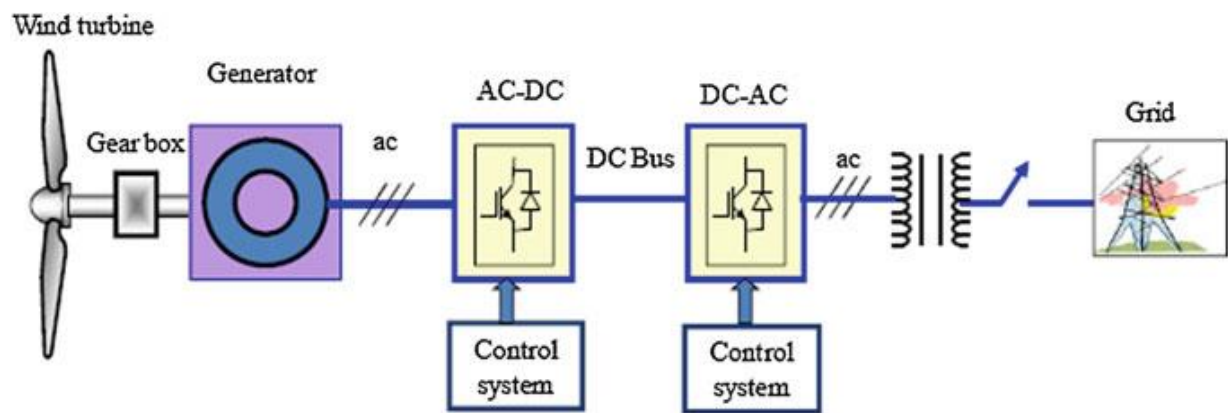 Wind turbine
Generator
Gear box
ac
AC-DC
DC Bus
DC-AC
ac
Grid
Control
system
Control
system